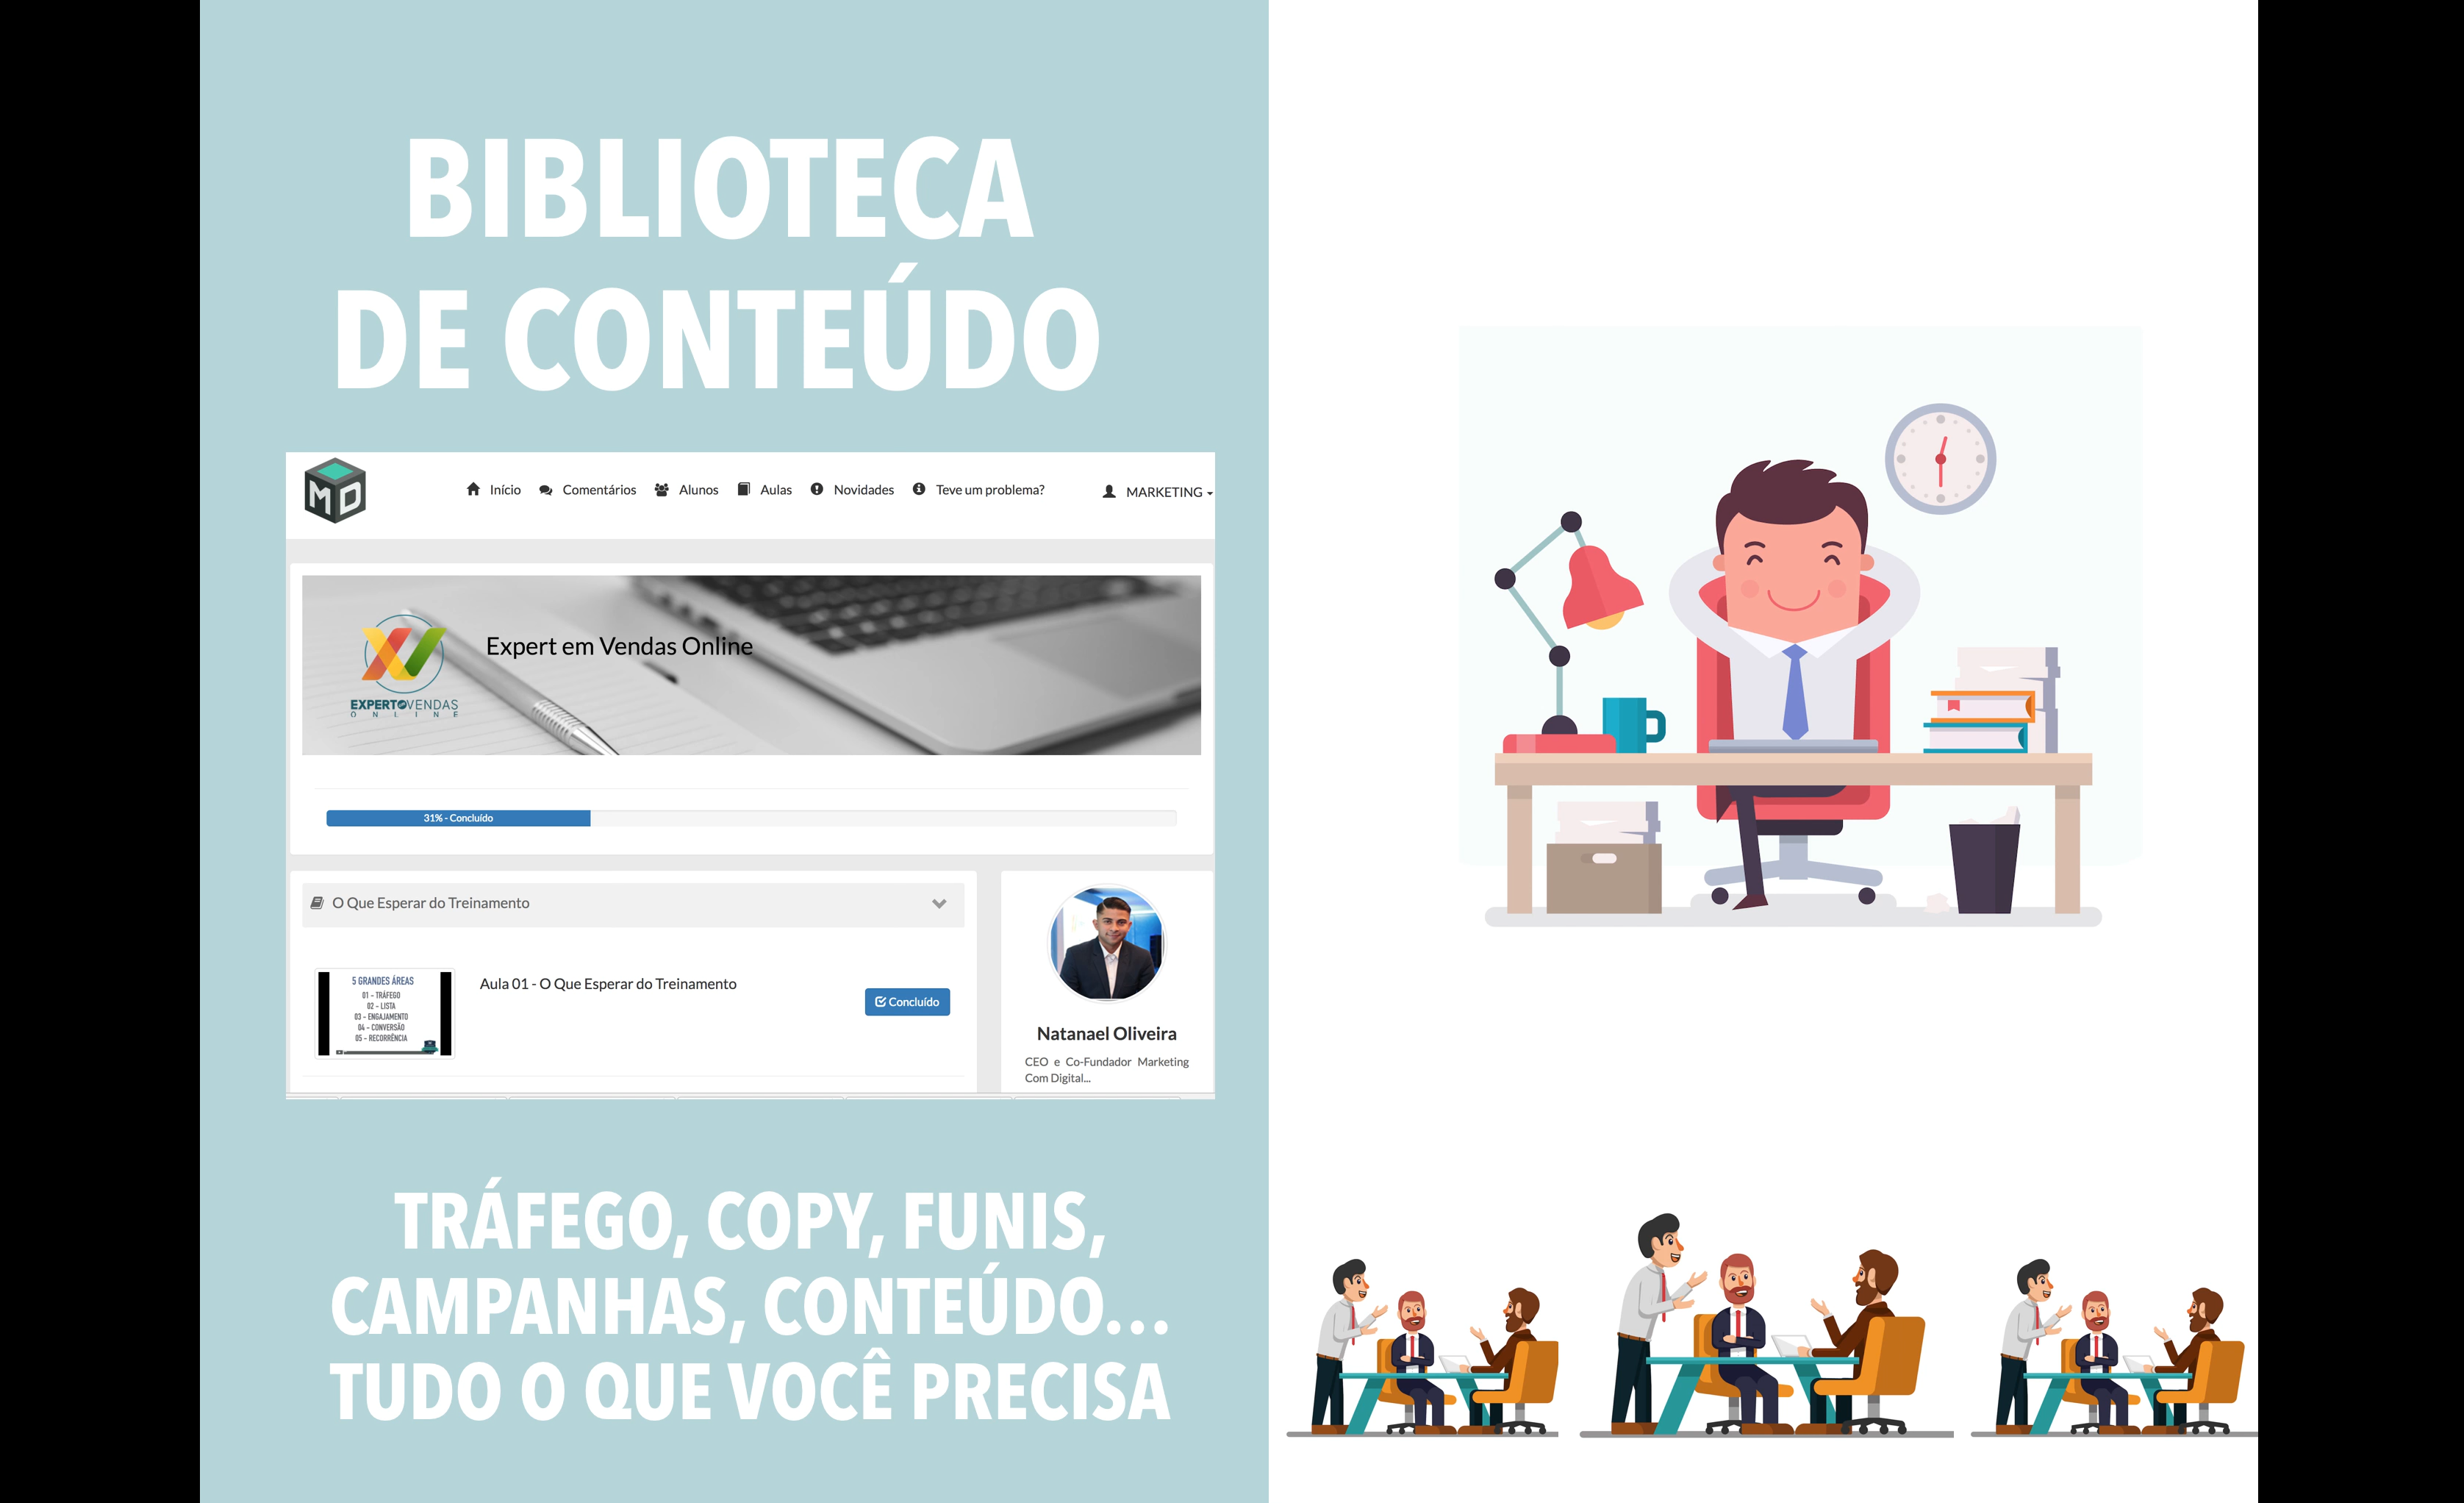 BIBLIOTECA
DE CONTEÚDO
MD
Início Comentários Alunos Aulas Novidades Teve um problema? MARKETING
Expert em Vendas Online
XV
EXPERT VENDAS
ONLINE
31% - Concluído
O Que Esperar do Treinamento
5 GRANDES ÁREAS
01 - TRÁFEGO
02 - LISTA
03 - ENGAJAMENTO
04 - CONVERSÃO
05 - RECORRÊNCIA
Aula 01 - O Que Esperar do Treinamento
Concluído
Natanael Oliveira
CEO e Co-Fundador Marketing
Com Digital...
TRÁFEGO, COPY, FUNIS,
CAMPANHAS, CONTEÚDO...
TUDO O QUE VOCÊ PRECISA